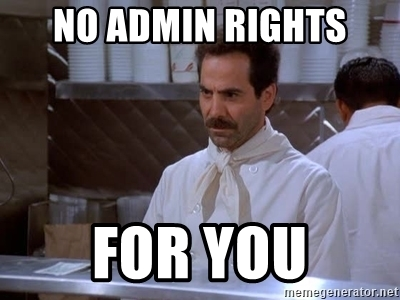 NO ADMIN RIGHTS
FOR YOU
memegenerator.net